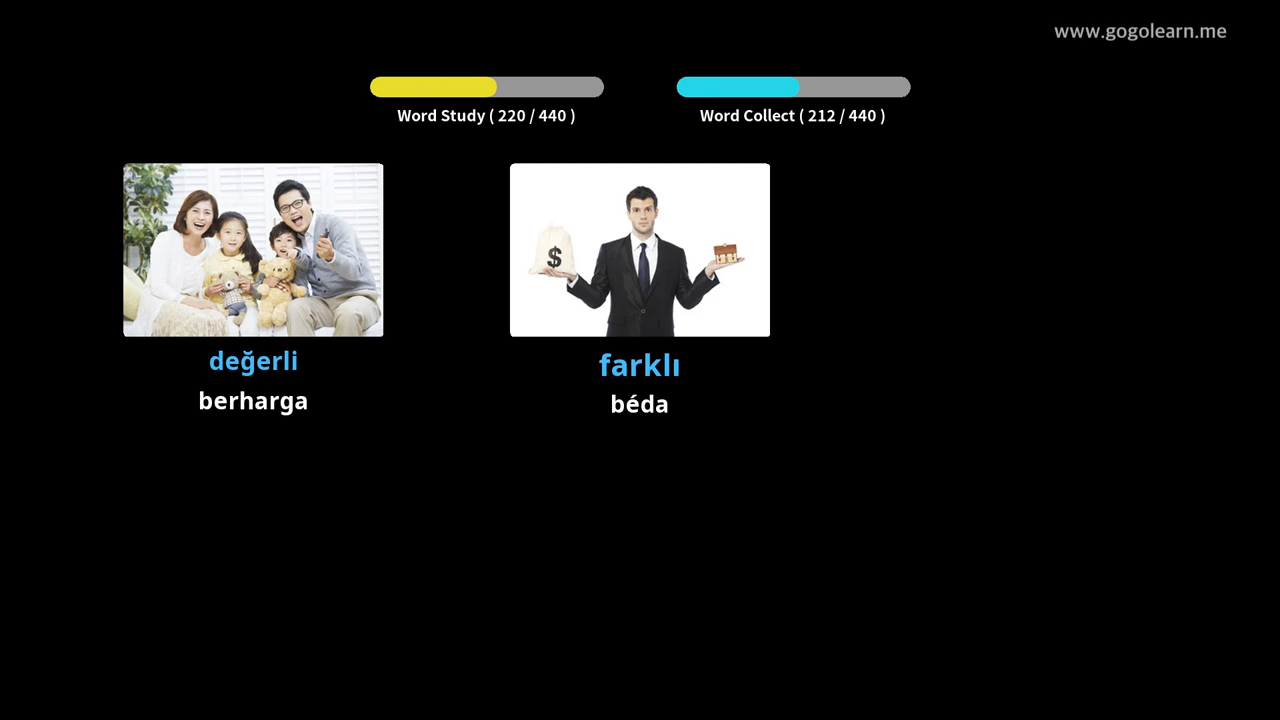 www.gogolearn.me
Word Study ( 220 / 440 )
Word Collect ( 212 / 440 )
$
değerli
berharga
farklı
béda